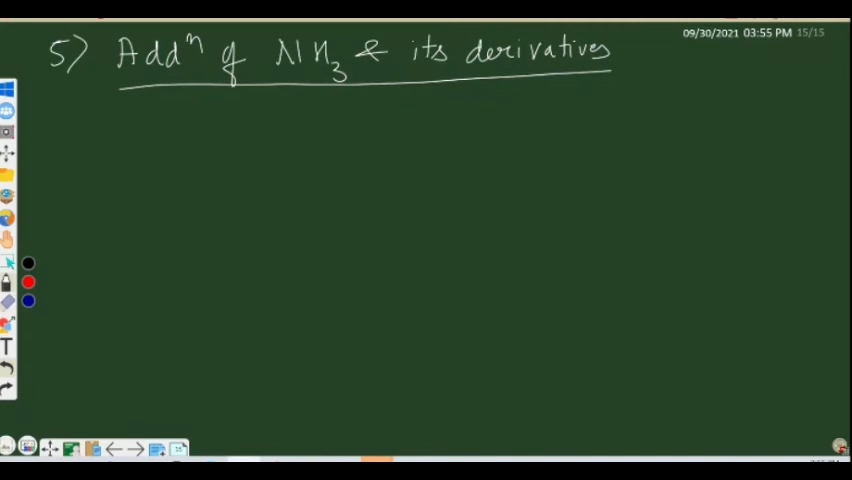 09/30/2021 03:55 PM 15/15
5) Addⁿ of NH₃ & its derivatives
T